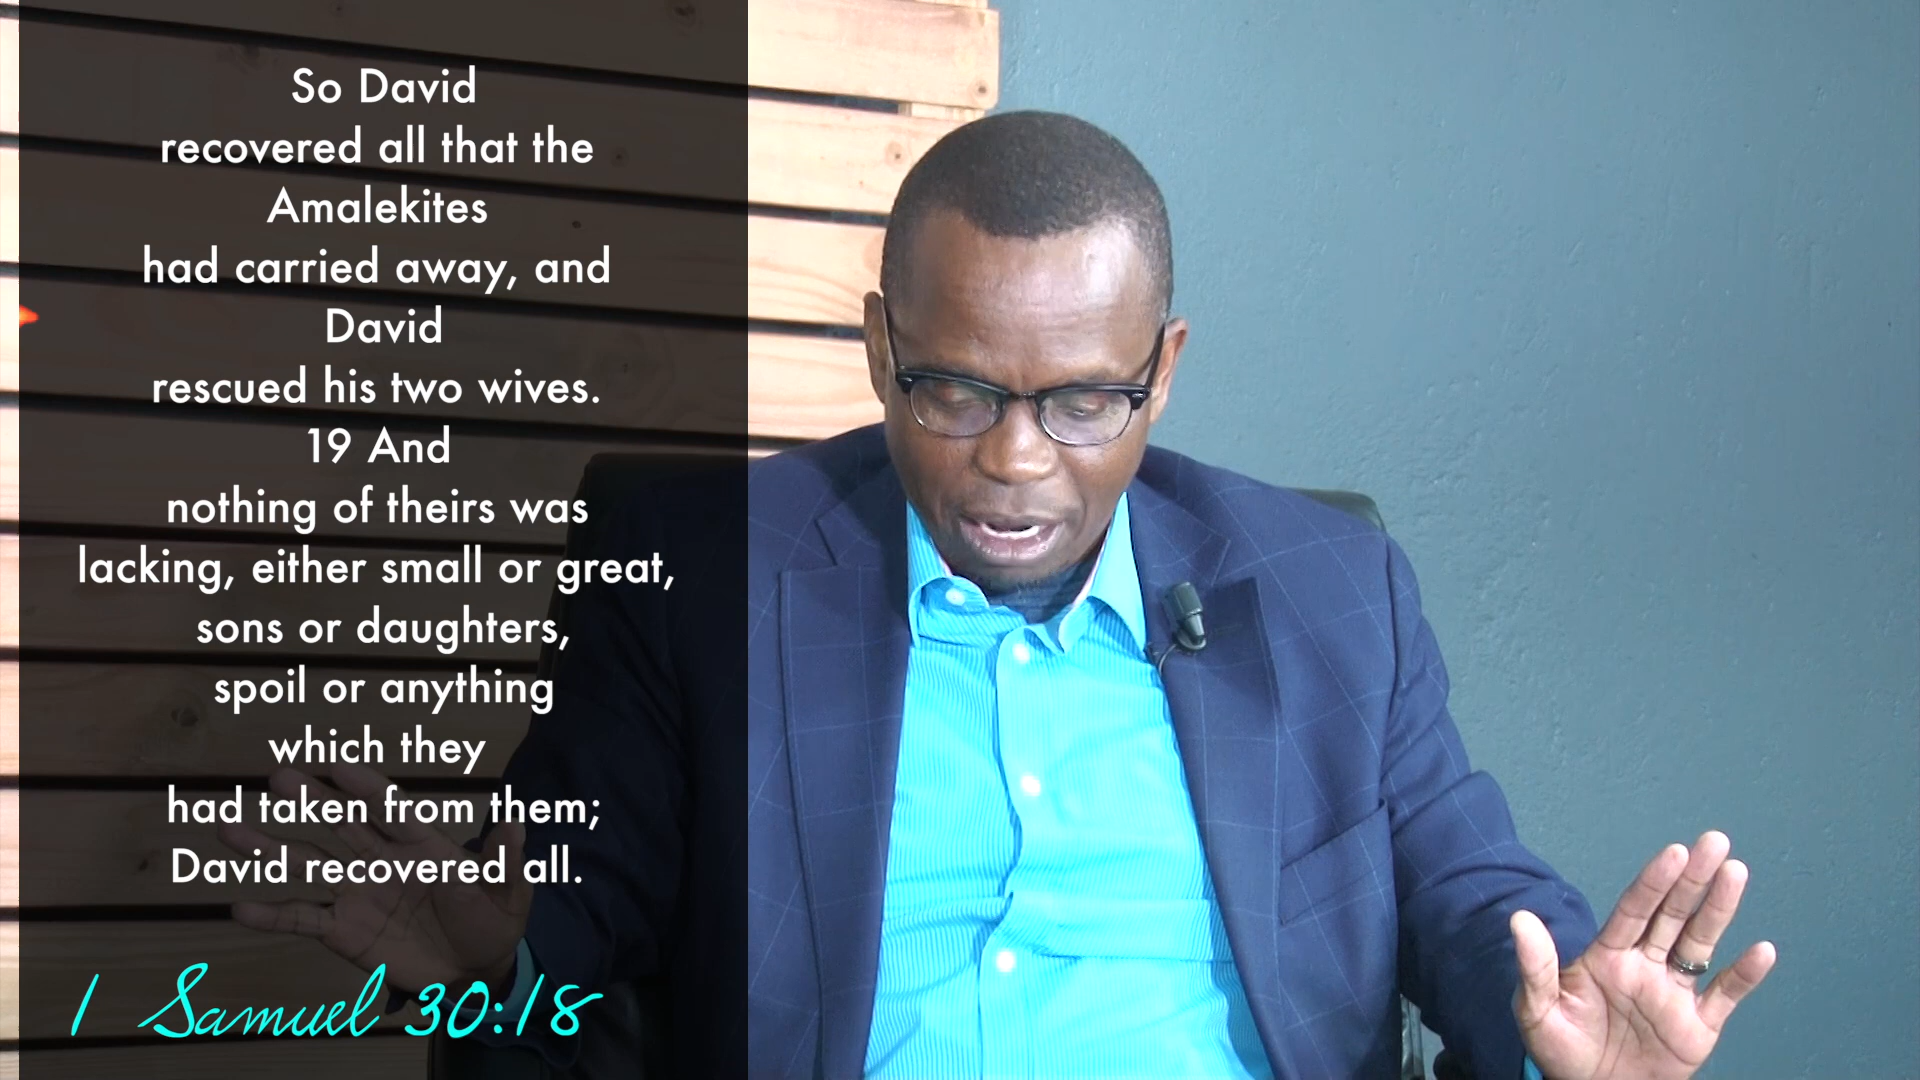 So David
recovered all that the
Amalekites
had carried away, and
David
rescued his two wives.
19 And
nothing of theirs was
lacking, either small or great,
sons or daughters,
spoil or anything
which they
had taken from them;
David recovered all.
1 Samuel 30:18